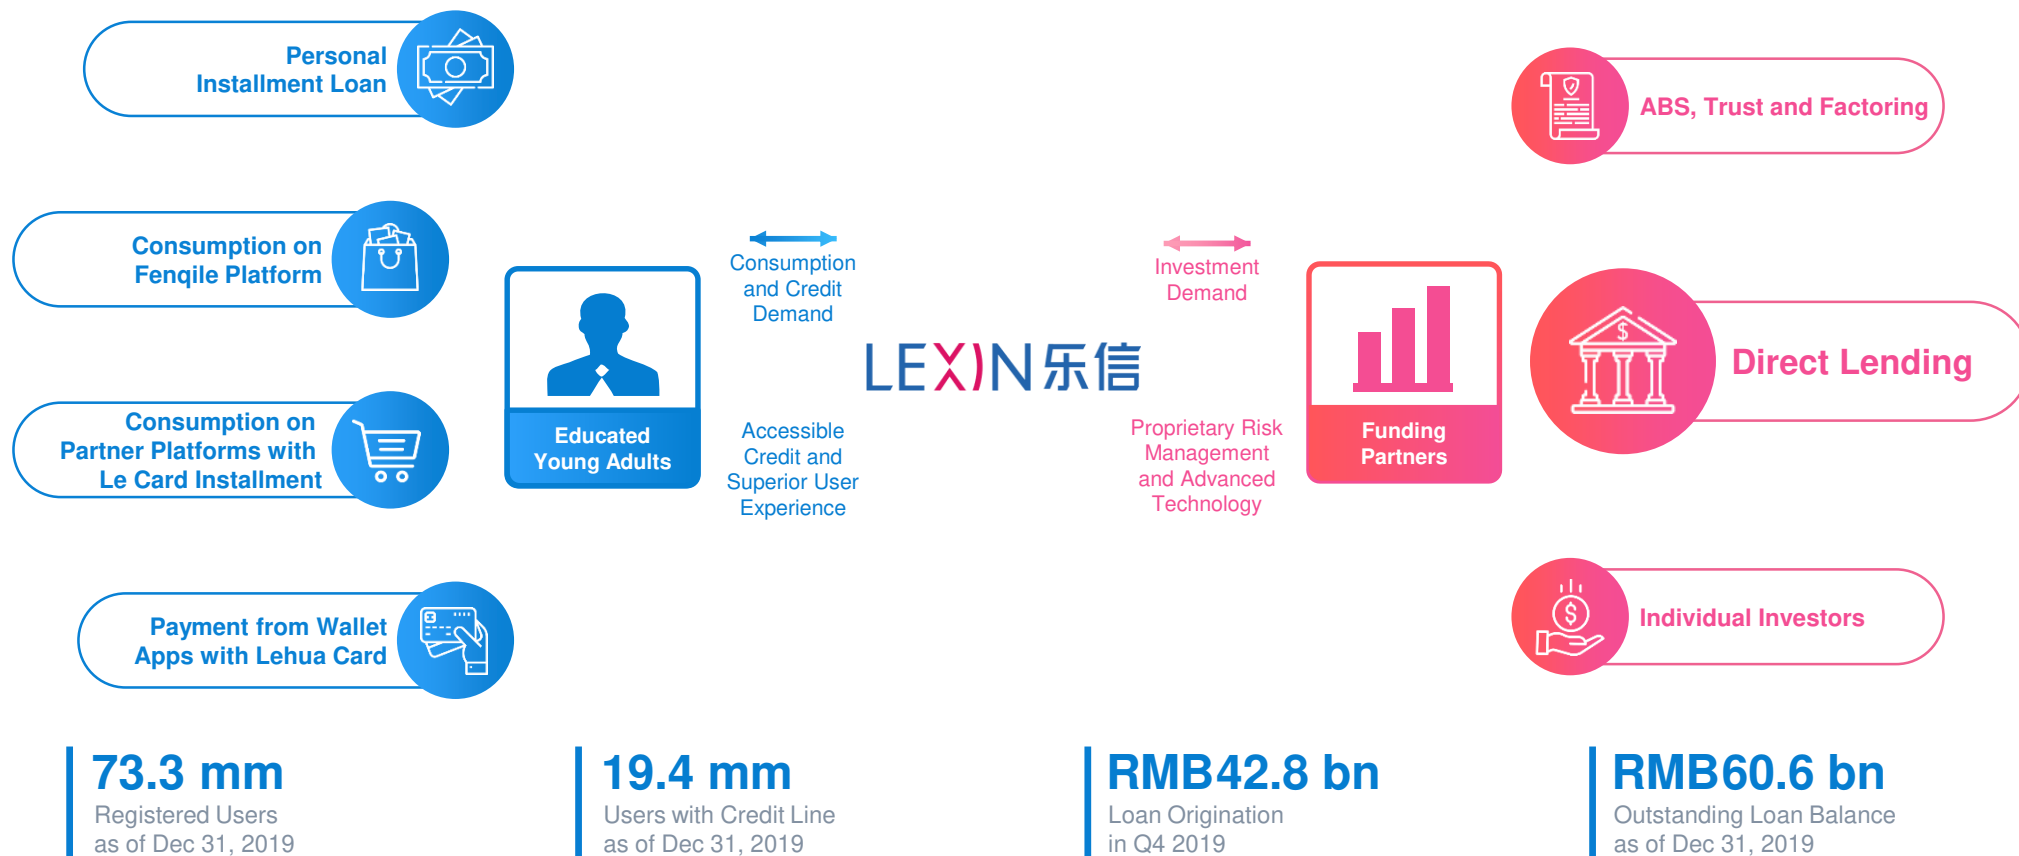 Personal
Installment Loan
Consumption on
Fenqile Platform
Consumption on
Partner Platforms with
Le Card Installment
Payment from Wallet
Apps with Lehua Card
Educated
Young Adults
Consumption
and Credit
Demand
Accessible
Credit and
Superior User
Experience
LEXIN乐信
Investment
Demand
Proprietary Risk
Management
and Advanced
Technology
Funding
Partners
ABS, Trust and Factoring
Direct Lending
Individual Investors
73.3 mm
Registered Users
as of Dec 31, 2019
19.4 mm
Users with Credit Line
as of Dec 31, 2019
RMB42.8 bn
Loan Origination
in Q4 2019
RMB60.6 bn
Outstanding Loan Balance
as of Dec 31, 2019